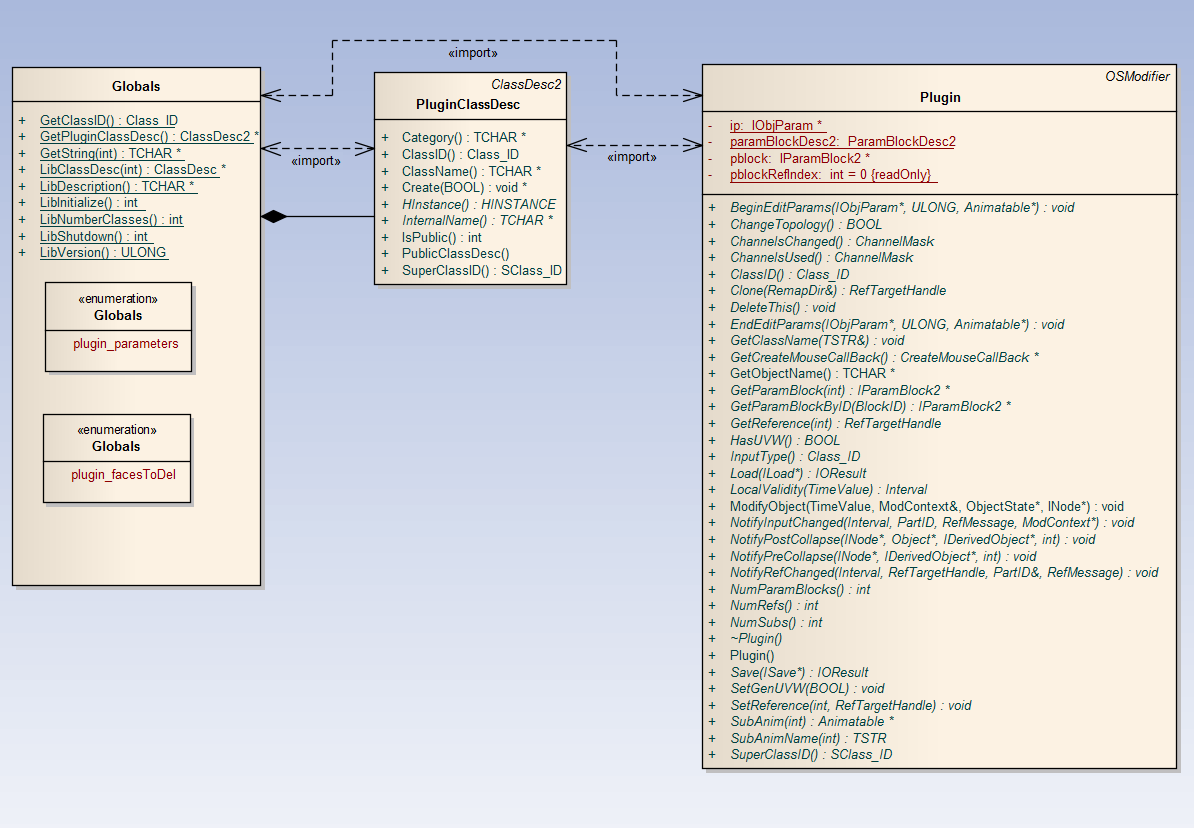 «import»
Globals
+ GetClassID() : Class_ID
+ GetPluginClassDesc() : ClassDesc2 *
+ GetString(int) : TCHAR *
+ LibClassDesc(int) : ClassDesc *
+ LibDescription() : TCHAR *
+ LibInitialize() : int
+ LibNumberClasses() : int
+ LibShutdown() : int
+ LibVersion() : ULONG
«enumeration»
Globals
plugin_parameters
«enumeration»
Globals
plugin_facesToDel
«import»
ClassDesc2
PluginClassDesc
+ Category() : TCHAR *
+ ClassID() : Class_ID
+ ClassName() : TCHAR *
+ Create(BOOL) : void *
+ HInstance() : HINSTANCE
+ InternalName() : TCHAR *
+ IsPublic() : int
+ PublicClassDesc()
+ SuperClassID() : SClass_ID
«import»
OSModifier
Plugin
- ip: IObjParam *
- paramBlockDesc2: ParamBlockDesc2
- pblock: IParamBlock2 *
- pblockRefIndex: int = 0 {readOnly}
+ BeginEditParams(IObjParam*, ULONG, Animatable*) : void
+ ChangeTopology() : BOOL
+ ChannelsChanged() : ChannelMask
+ ChannelsUsed() : ChannelMask
+ ClassID() : Class_ID
+ Clone(RemapDir&) : RefTargetHandle
+ DeleteThis() : void
+ EndEditParams(IObjParam*, ULONG, Animatable*) : void
+ GetClassName(TSTR&) : void
+ GetCreateMouseCallBack() : CreateMouseCallBack *
+ GetObjectName() : TCHAR *
+ GetParamBlock(int) : IParamBlock2 *
+ GetParamBlockByID(BlockID) : IParamBlock2 *
+ GetReference(int) : RefTargetHandle
+ HasUVW() : BOOL
+ InputType() : Class_ID
+ Load(ILoad*) : IOResult
+ LocalValidity(TimeValue) : Interval
+ ModifyObject(TimeValue, ModContext&, ObjectState*, INode*) : void
+ NotifyInputChanged(Interval, PartID, RefMessage, ModContext*) : void
+ NotifyPostCollapse(INode*, Object*, IDerivedObject*, int) : void
+ NotifyPreCollapse(INode*, IDerivedObject*, int) : void
+ NotifyRefChanged(Interval, RefTargetHandle, PartID&, RefMessage) : void
+ NumParamBlocks() : int
+ NumRefs() : int
+ NumSubs() : int
+ ~Plugin()
+ Plugin()
+ Save(ISave*) : IOResult
+ SetGenUVW(BOOL) : void
+ SetReference(int, RefTargetHandle) : void
+ SubAnim(int) : Animatable *
+ SubAnimName(int) : TSTR
+ SuperClassID() : SClass_ID